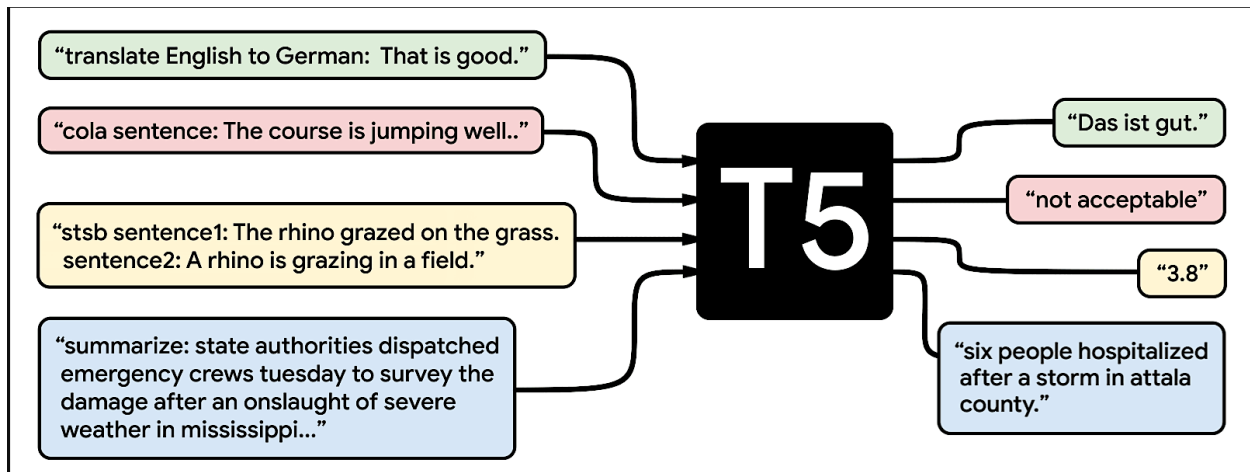 “translate English to German:  That is good.”
“cola sentence: The course is jumping well..”
“stsb sentence1: The rhino grazed on the grass.
sentence2: A rhino is grazing in a field.”
“summarize: state authorities dispatched
emergency crews tuesday to survey the
damage after an onslaught of severe
weather in mississippi...”
T5
“Das ist gut.”
“not acceptable”
“3.8”
“six people hospitalized
after a storm in attala
county.”